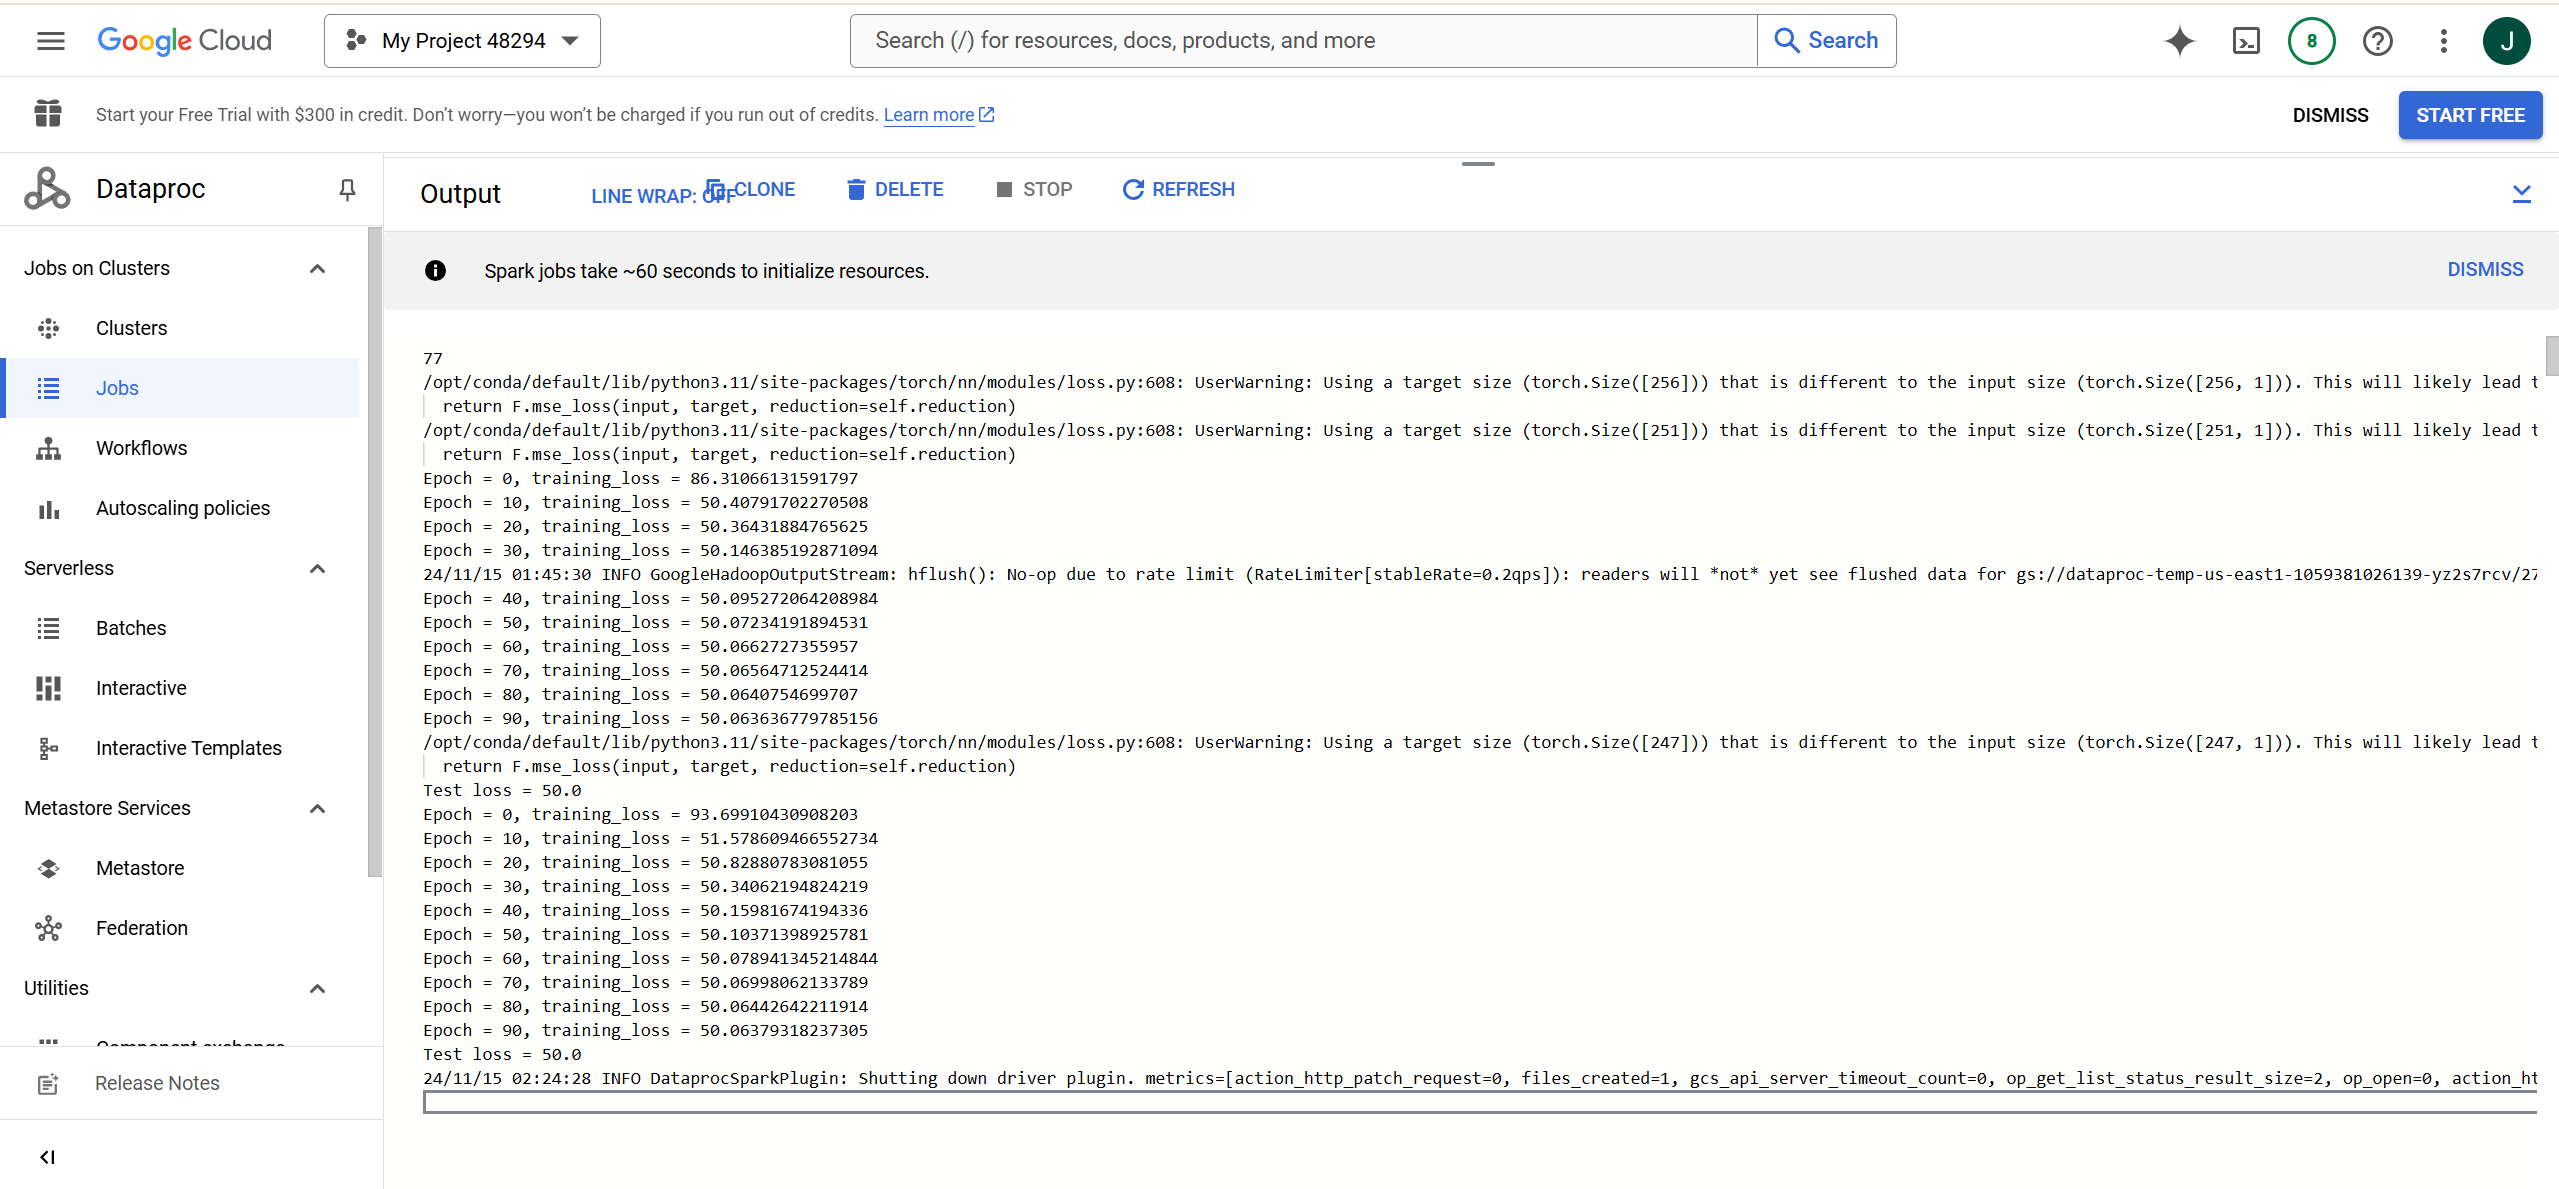 Google Cloud
My Project 48294
Search (/) for resources, docs, products, and more
Search
8
J
Start your Free Trial with $300 in credit. Don’t worry—you won’t be charged if you run out of credits. Learn more
DISMISS
START FREE
Dataproc
Jobs on Clusters
Clusters
Jobs
Workflows
Autoscaling policies
Serverless
Batches
Interactive
Interactive Templates
Metastore Services
Metastore
Federation
Utilities
Component exchange
Release Notes
Output
LINE WRAP: OFF
CLONE
DELETE
STOP
REFRESH
Spark jobs take ~60 seconds to initialize resources.
DISMISS
77
/opt/conda/default/lib/python3.11/site-packages/torch/nn/modules/loss.py:608: UserWarning: Using a target size (torch.Size([256])) that is different to the input size (torch.Size([256, 1])). This will likely lead t
return F.mse_loss(input, target, reduction=self.reduction)
/opt/conda/default/lib/python3.11/site-packages/torch/nn/modules/loss.py:608: UserWarning: Using a target size (torch.Size([251])) that is different to the input size (torch.Size([251, 1])). This will likely lead t
return F.mse_loss(input, target, reduction=self.reduction)
Epoch = 0, training_loss = 86.31066131591797
Epoch = 10, training_loss = 50.40791702270508
Epoch = 20, training_loss = 50.36431884765625
Epoch = 30, training_loss = 50.146385192871094
24/11/15 01:45:30 INFO GoogleHadoopOutputStream: hflush(): No-op due to rate limit (RateLimiter[stableRate=0.2qps]): readers will *not* yet see flushed data for gs://dataproc-temp-us-east1-1059381026139-yz2s7rcv/27
Epoch = 40, training_loss = 50.095272064208984
Epoch = 50, training_loss = 50.07234191894531
Epoch = 60, training_loss = 50.0662727355957
Epoch = 70, training_loss = 50.06564712524414
Epoch = 80, training_loss = 50.0640754699707
Epoch = 90, training_loss = 50.063636779785156
/opt/conda/default/lib/python3.11/site-packages/torch/nn/modules/loss.py:608: UserWarning: Using a target size (torch.Size([247])) that is different to the input size (torch.Size([247, 1])). This will likely lead t
return F.mse_loss(input, target, reduction=self.reduction)
Test loss = 50.0
Epoch = 0, training_loss = 93.69910430908203
Epoch = 10, training_loss = 51.578609466552734
Epoch = 20, training_loss = 50.82880783081055
Epoch = 30, training_loss = 50.34062194824219
Epoch = 40, training_loss = 50.15981674194336
Epoch = 50, training_loss = 50.10371398925781
Epoch = 60, training_loss = 50.078941345214844
Epoch = 70, training_loss = 50.06998062133789
Epoch = 80, training_loss = 50.06442642211914
Epoch = 90, training_loss = 50.06379318237305
Test loss = 50.0
24/11/15 02:24:28 INFO DataprocSparkPlugin: Shutting down driver plugin. metrics=[action_http_patch_request=0, files_created=1, gcs_api_server_timeout_count=0, op_get_list_status_result_size=2, op_open=0, action_ht